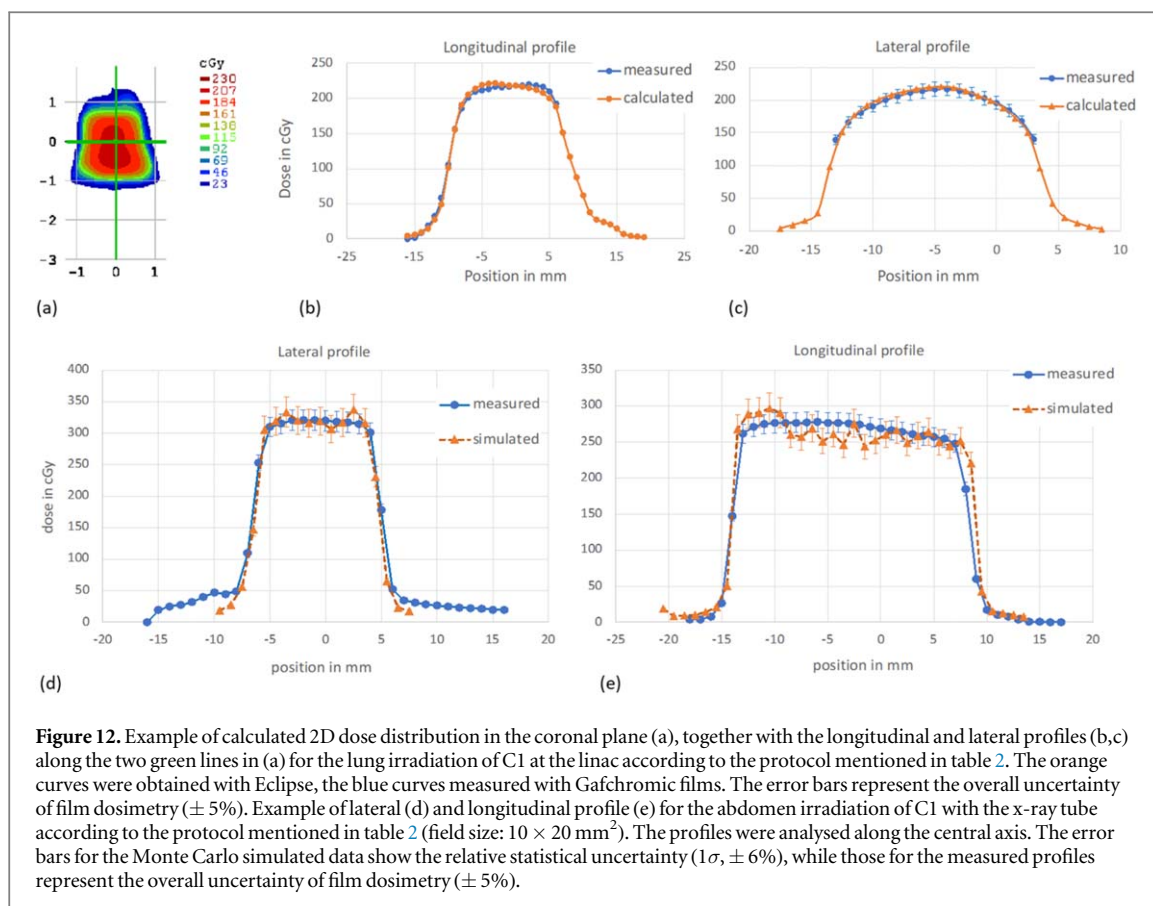 cGy
230
207
184
161
138
115
92
69
46
23
1
0
-1
-2
-3
-1 0 1
(a)
Longitudinal profile
measured
calculated
Dose in cGy
250
200
150
100
50
0
-25 -15 -5 5 15 25
Position in mm
(b)
Lateral profile
measured
calculated
250
200
150
100
50
0
-20 -15 -10 -5 0 5 10
Position in mm
(c)
Lateral profile
measured
simulated
dose in cGy
400
350
300
250
200
150
100
50
0
-20 -15 -10 -5 0 5 10 15 20
position in mm
(d)
Longitudinal profile
measured
simulated
350
300
250
200
150
100
50
0
-25 -20 -15 -10 -5 0 5 10 15 20
position in mm
(e)
Figure 12. Example of calculated 2D dose distribution in the coronal plane (a), together with the longitudinal and lateral profiles (b,c)
along the two green lines in (a) for the lung irradiation of C1 at the linac according to the protocol mentioned in table 2. The orange
curves were obtained with Eclipse, the blue curves measured with Gafchromic films. The error bars represent the overall uncertainty
of film dosimetry (± 5%). Example of lateral (d) and longitudinal profile (e) for the abdomen irradiation of C1 with the x-ray tube
according to the protocol mentioned in table 2 (field size: 10 × 20 mm²). The profiles were analysed along the central axis. The error
bars for the Monte Carlo simulated data show the relative statistical uncertainty (1σ, ± 6%), while those for the measured profiles
represent the overall uncertainty of film dosimetry (± 5%).